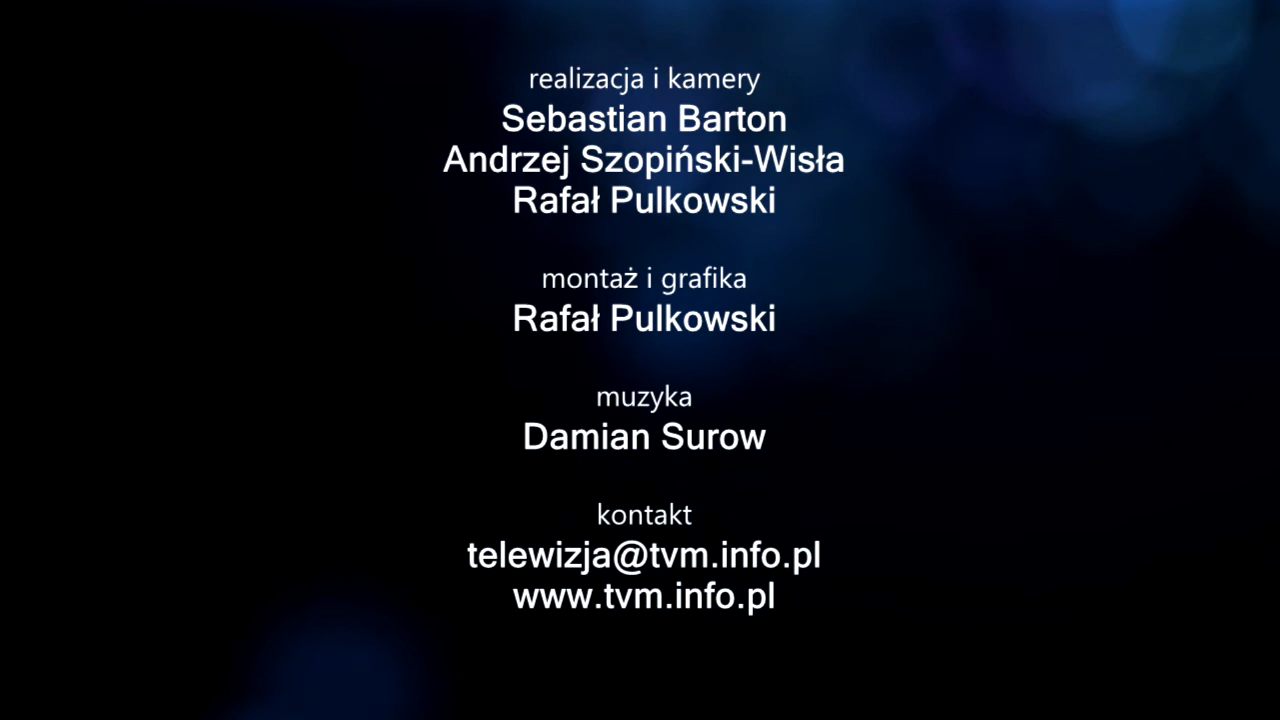 realizacja i kamery
Sebastian Barton
Andrzej Szopiński-Wisła
Rafał Pulkowski
montaż i grafika
Rafał Pulkowski
muzyka
Damian Surow
kontakt
telewizja@tvm.info.pl
www.tvm.info.pl